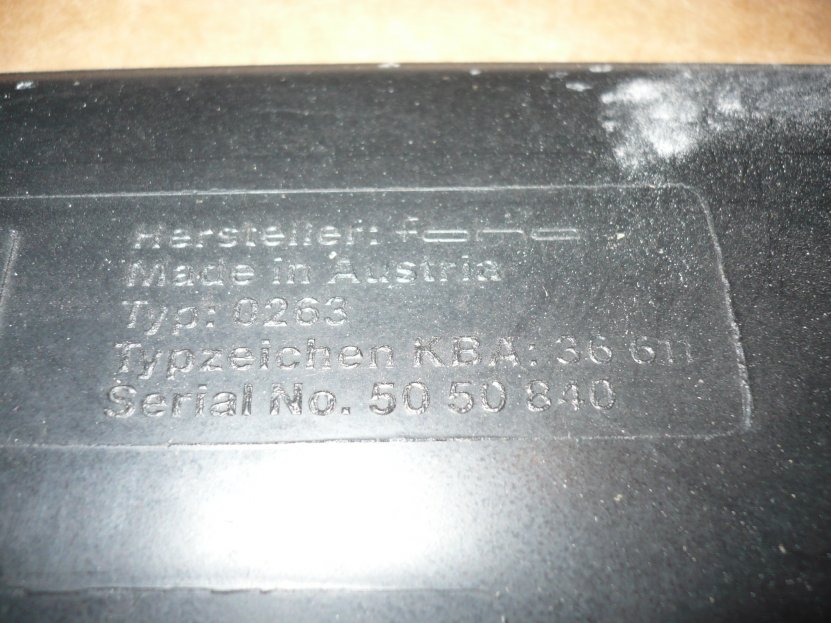 Hersteller:
Made in Austria
Typ: 0263
Typzeichen KBA: 36 611
Serial No. 50 50 840